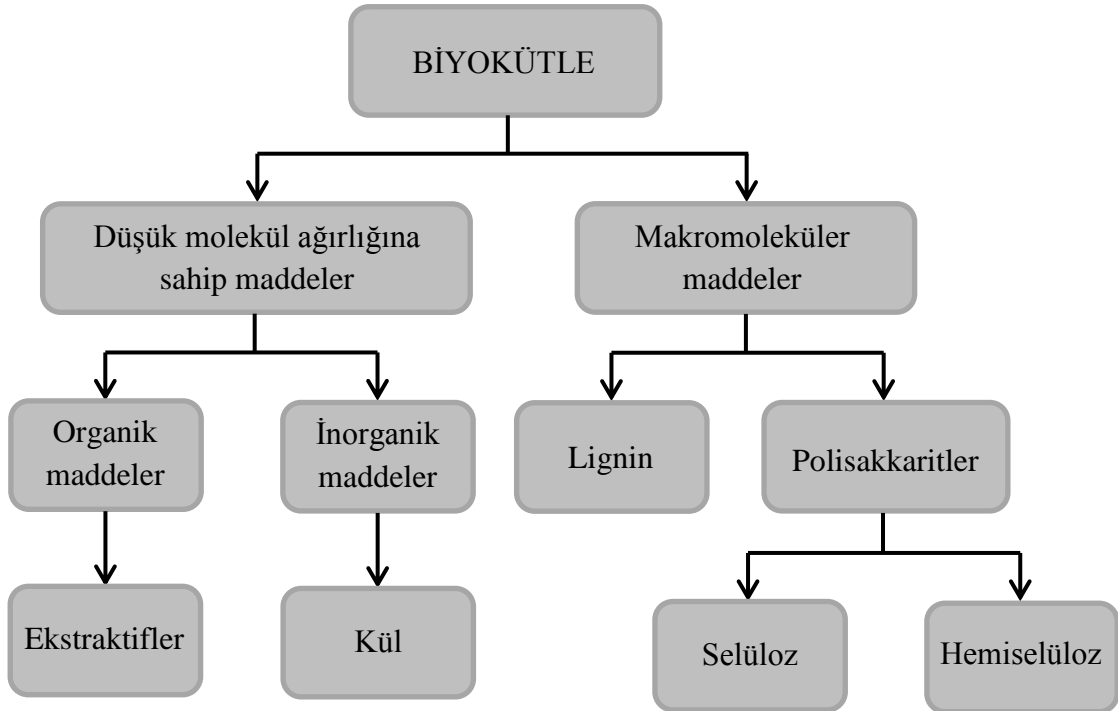 BİYOKÜTLE
Düşük molekül ağırlığına
sahip maddeler
Makromoleküler
maddeler
Organik
maddeler
İnorganik
maddeler
Lignin
Polisakkaritler
Ekstraktifler
Kül
Selüloz
Hemiselüloz